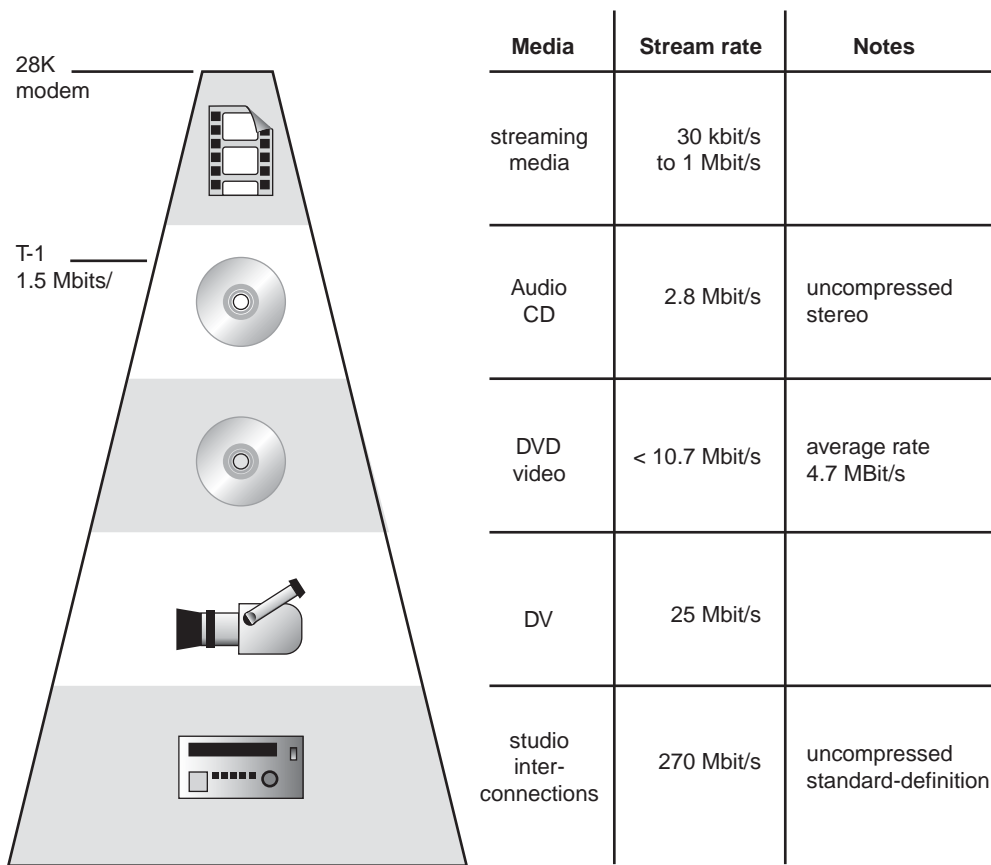 28K
modem
T-1
1.5 Mbits/
Media Stream rate Notes
streaming
media
30 kbit/s
to 1 Mbit/s
Audio
CD
2.8 Mbit/s
uncompressed
stereo
DVD
video
< 10.7 Mbit/s
average rate
4.7 MBit/s
DV
25 Mbit/s
studio
inter-
connections
270 Mbit/s
uncompressed
standard-definition